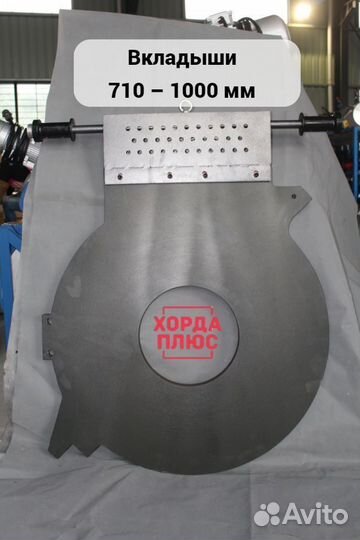 Вкладыши
710 – 1000 мм
ХОРДА
ПЛЮС
Avito